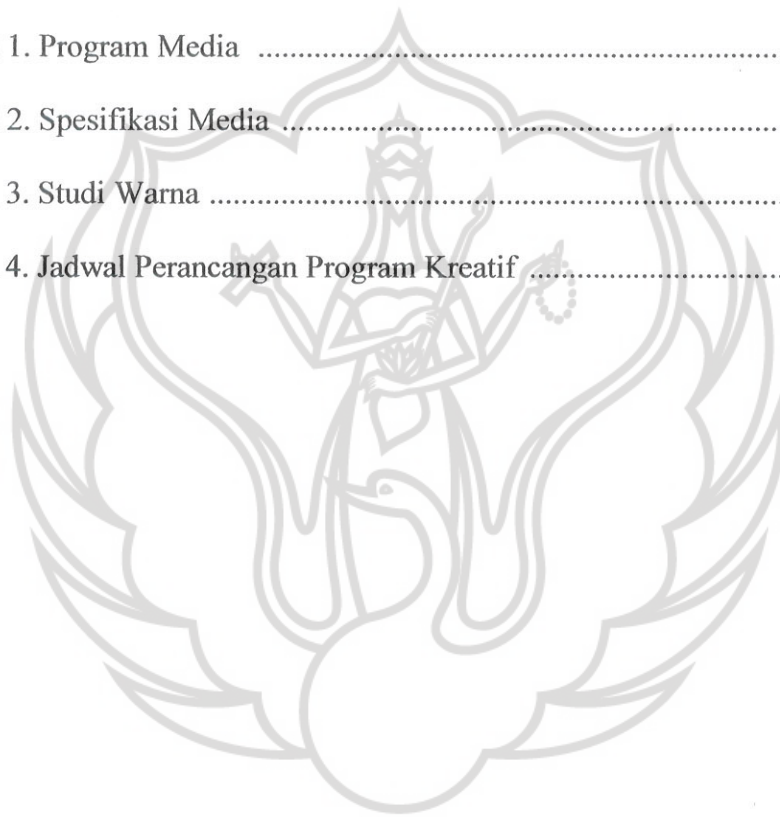 1. Program Media ......................................................................
2. Spesifikasi Media ..................................................................
3. Studi Warna ..............................................................................
4. Jadwal Perancangan Program Kreatif ...................................